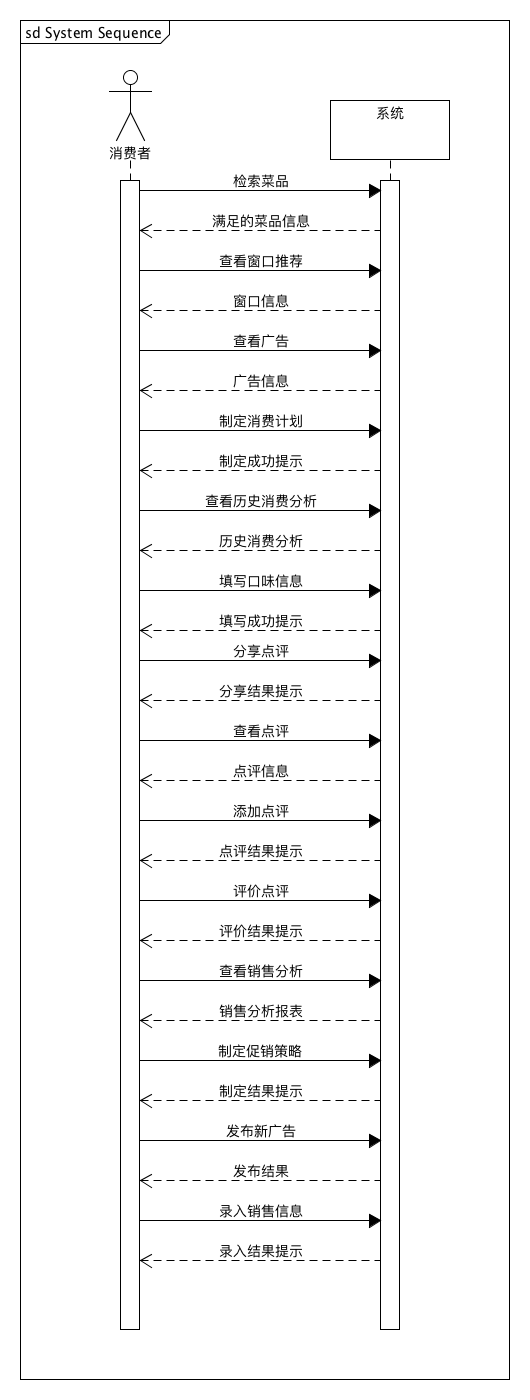 sd System Sequence
消费者
系统
检索菜品
满足的菜品信息
查看窗口推荐
窗口信息
查看广告
广告信息
制定消费计划
制定成功提示
查看历史消费分析
历史消费分析
填写口味信息
填写成功提示
分享点评
分享结果提示
查看点评
点评信息
添加点评
点评结果提示
评价点评
评价结果提示
查看销售分析
销售分析报表
制定促销策略
制定结果提示
发布新广告
发布结果
录入销售信息
录入结果提示